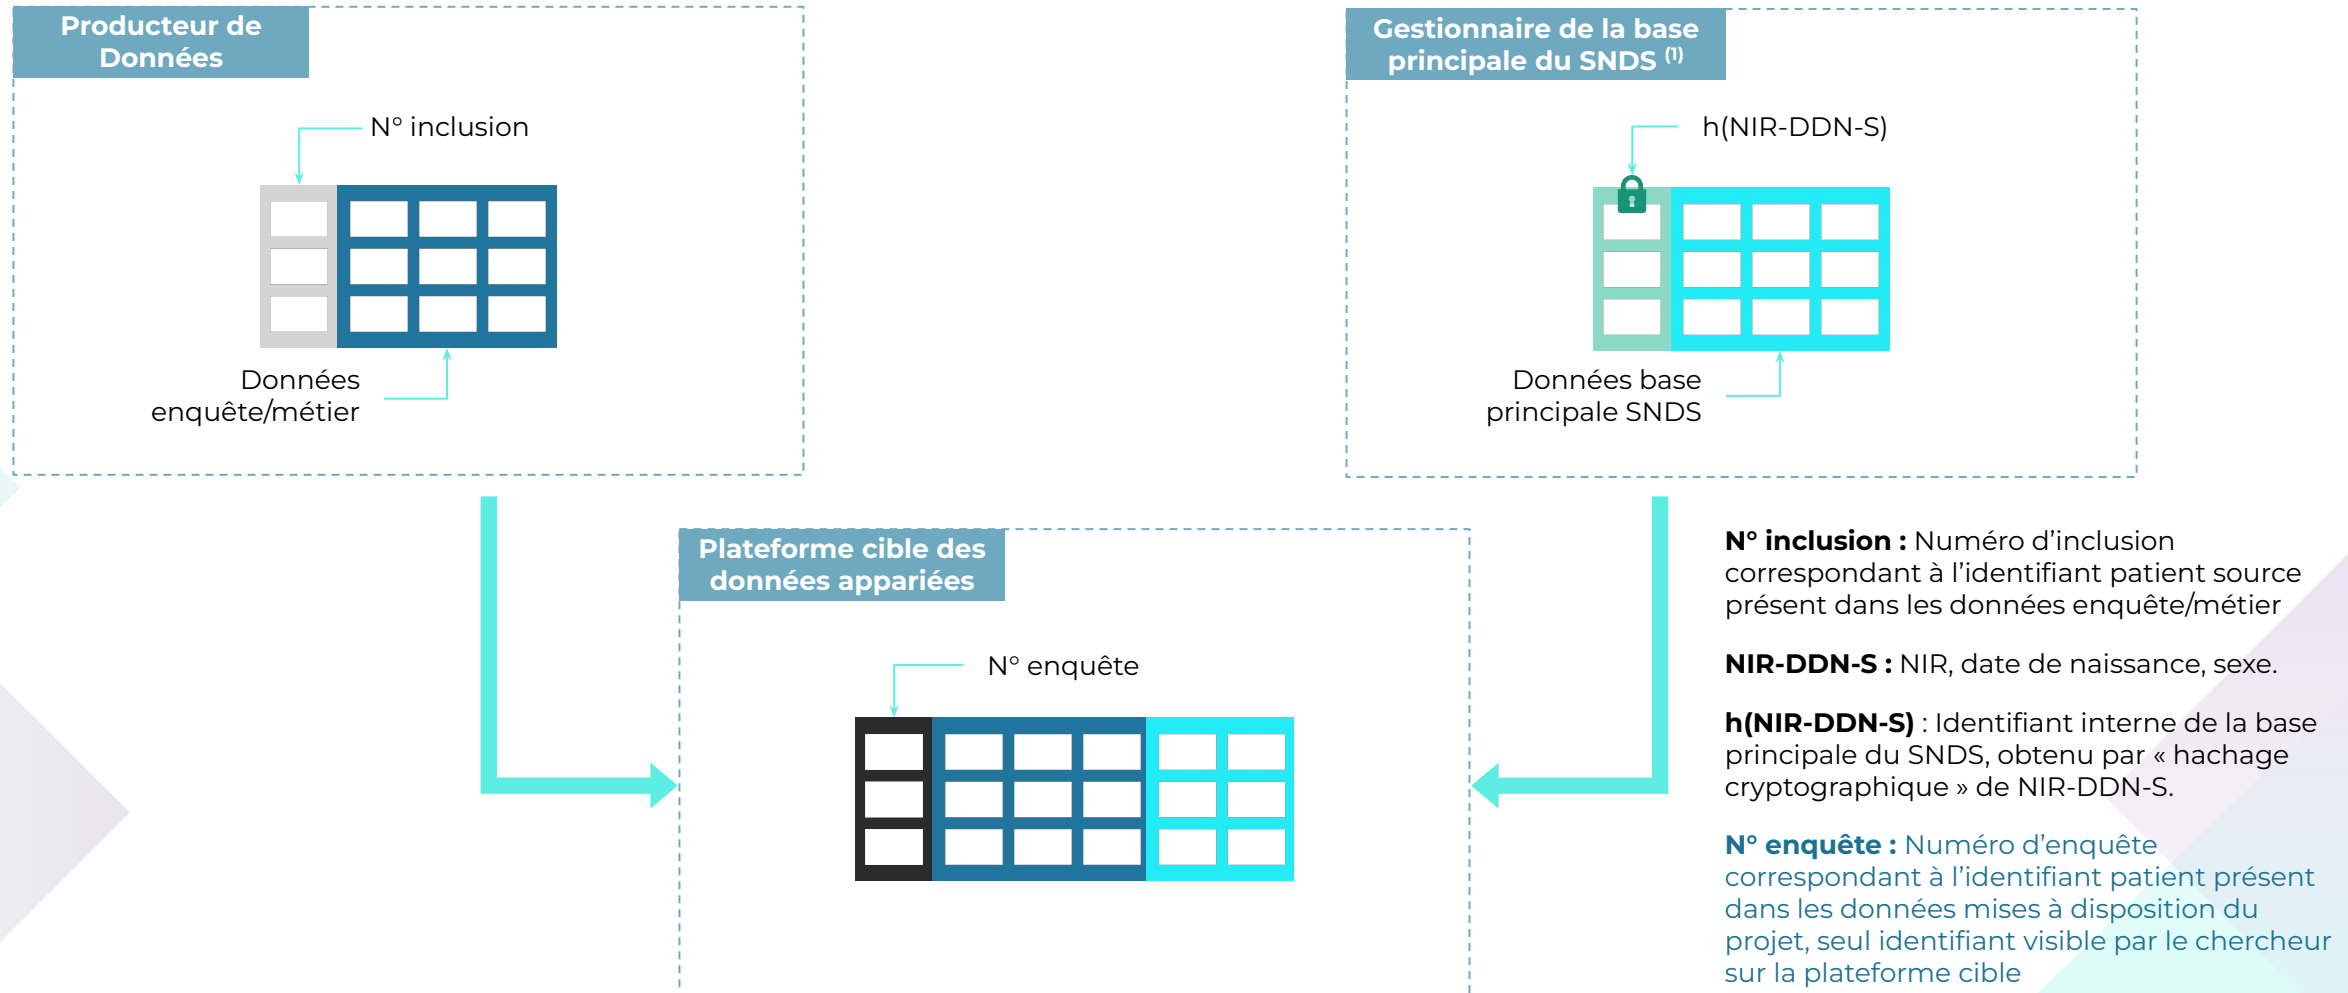 Producteur de
Données
N° inclusion
Données
enquête/métier
Gestionnaire de la base
principale du SNDS (1)
h(NIR-DDN-S)
Données base
principale SNDS
Plateforme cible des
données appariées
N° enquête
N° inclusion : Numéro d’inclusion
correspondant à l’identifiant patient source
présent dans les données enquête/métier
NIR-DDN-S : NIR, date de naissance, sexe.
h(NIR-DDN-S) : Identifiant interne de la base
principale du SNDS, obtenu par « hachage
cryptographique » de NIR-DDN-S.
N° enquête : Numéro d’enquête
correspondant à l’identifiant patient présent
dans les données mises à disposition du
projet, seul identifiant visible par le chercheur
sur la plateforme cible